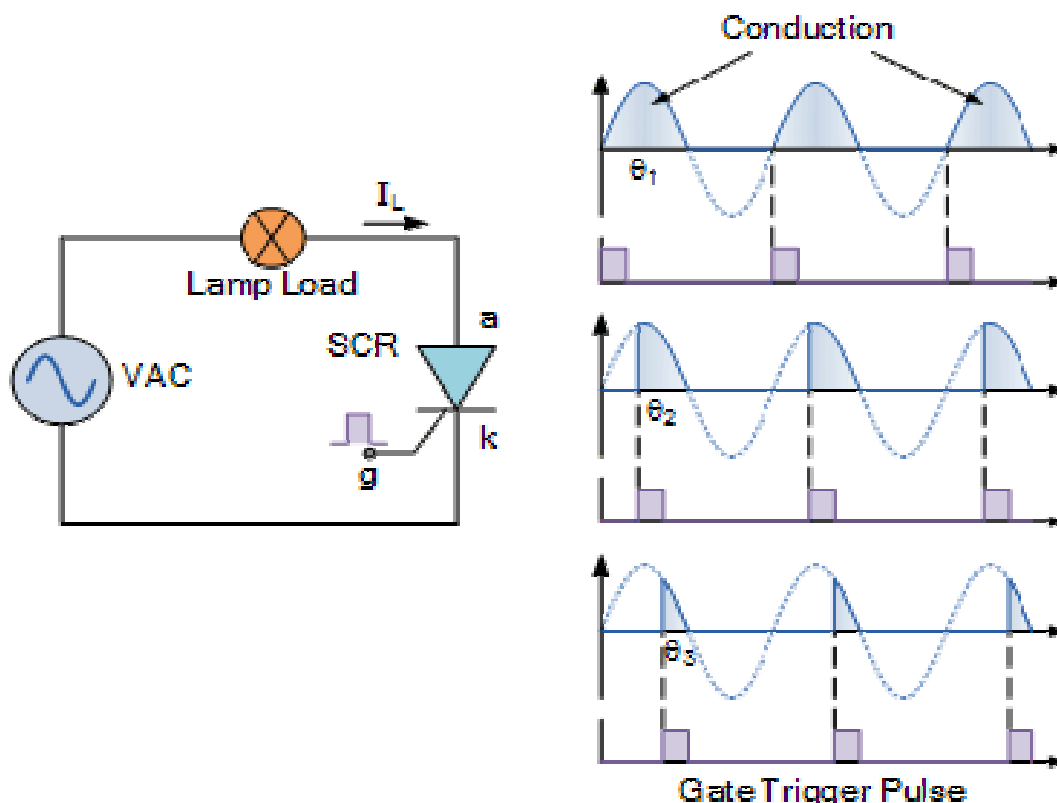 Conduction
θ1
IL
Lamp Load
a
SCR
VAC
k
g
θ2
θ3
Gate Trigger Pulse